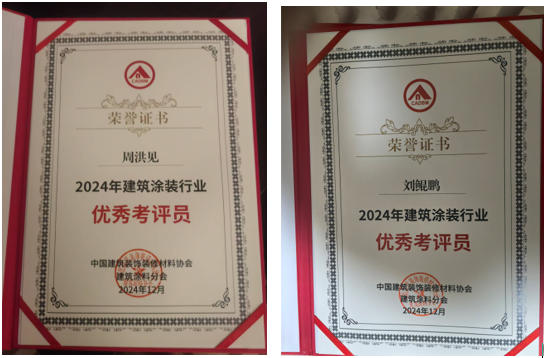 CADBM
荣誉证书
周洪见
2024年建筑涂装行业
优秀考评员
中国建筑装饰装修材料协会
建筑涂料分会
2024年12月
CADBM
荣誉证书
刘鲲鹏
2024年建筑涂装行业
优秀考评员
中国建筑装饰装修材料协会
建筑涂料分会
2024年12月